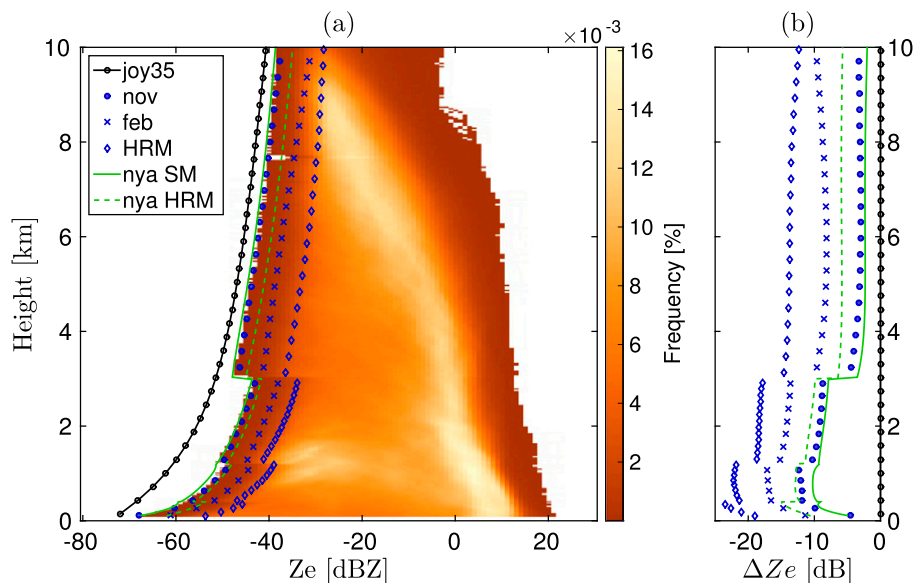 (a)
(b)
×10⁻³
joy35
nov
feb
HRM
nya SM
nya HRM
10
8
6
4
2
0
Height [km]
-80
-60
-40
-20
0
20
Ze [dBZ]
16
14
12
10
8
6
4
2
Frequency [%]
10
8
6
4
2
0
-20
-10
0
ΔZe [dB]